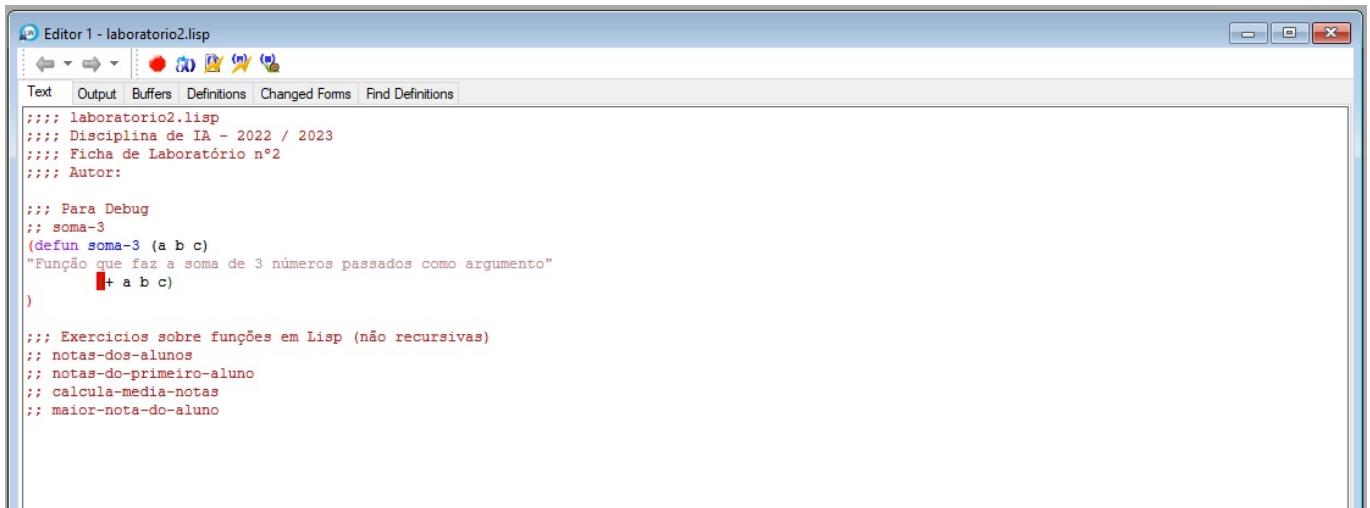 Editor 1 - laboratorio2.lisp
Text Output Buffers Definitions Changed Forms Find Definitions
;;;; laboratorio2.lisp
;;;; Disciplina de IA - 2022 / 2023
;;;; Ficha de Laboratório nº2
;;;; Autor:
;;; Para Debug
;; soma-3
(defun soma-3 (a b c)
"Função que faz a soma de 3 números passados como argumento"
+ a b c)
)
;;; Exercicios sobre funções em Lisp (não recursivas)
;; notas-dos-alunos
;; notas-do-primeiro-aluno
;; calcula-media-notas
;; maior-nota-do-aluno